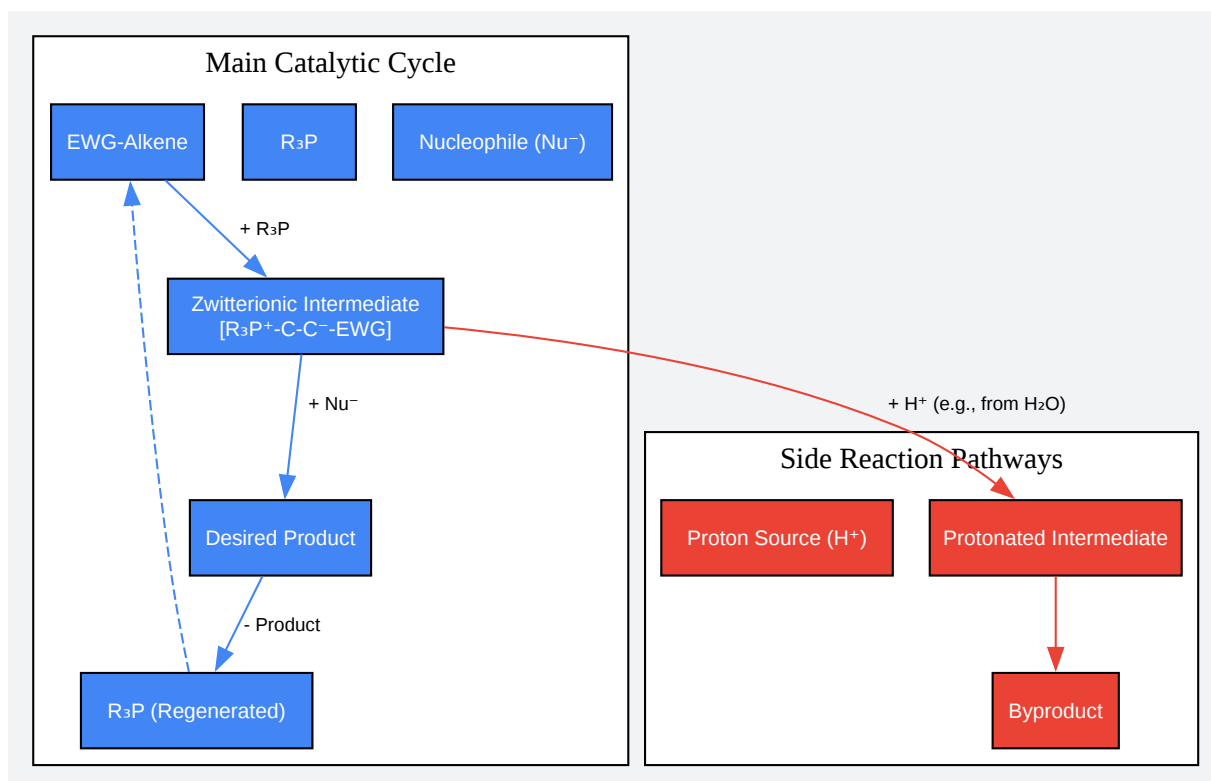 Main Catalytic Cycle
EWG-Alkene
R₃P
Nucleophile (Nu⁻)
+ R₃P
Zwitterionic Intermediate
[R₃P⁺-C-C⁻-EWG]
+ Nu⁻
+ H⁺ (e.g., from H₂O)
Side Reaction Pathways
Desired Product
Proton Source (H⁺)
Protonated Intermediate
- Product
R₃P (Regenerated)
Byproduct